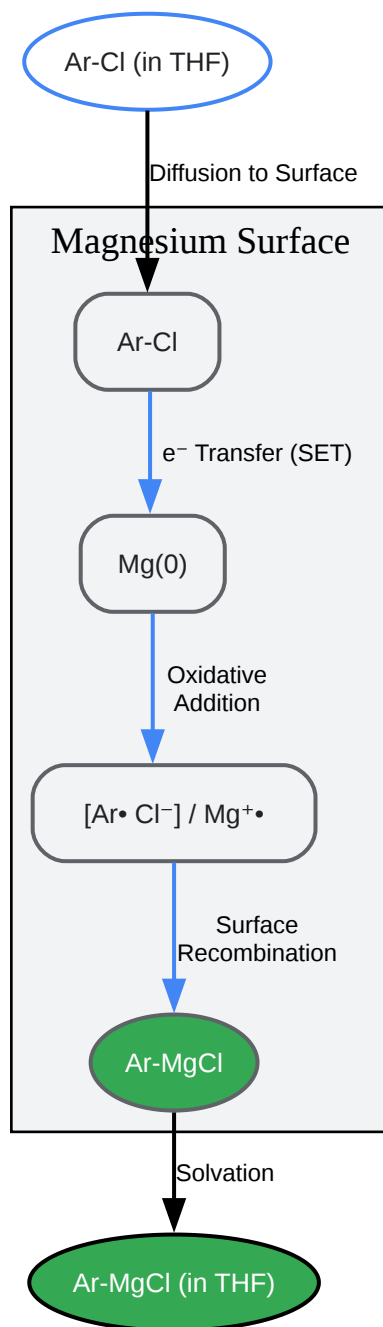 Ar-Cl (in THF)
Diffusion to Surface
Magnesium Surface
Ar-Cl
e⁻ Transfer (SET)
Mg(0)
Oxidative
Addition
[Ar• Cl⁻] / Mg⁺•
Surface
Recombination
Ar-MgCl
Solvation
Ar-MgCl (in THF)